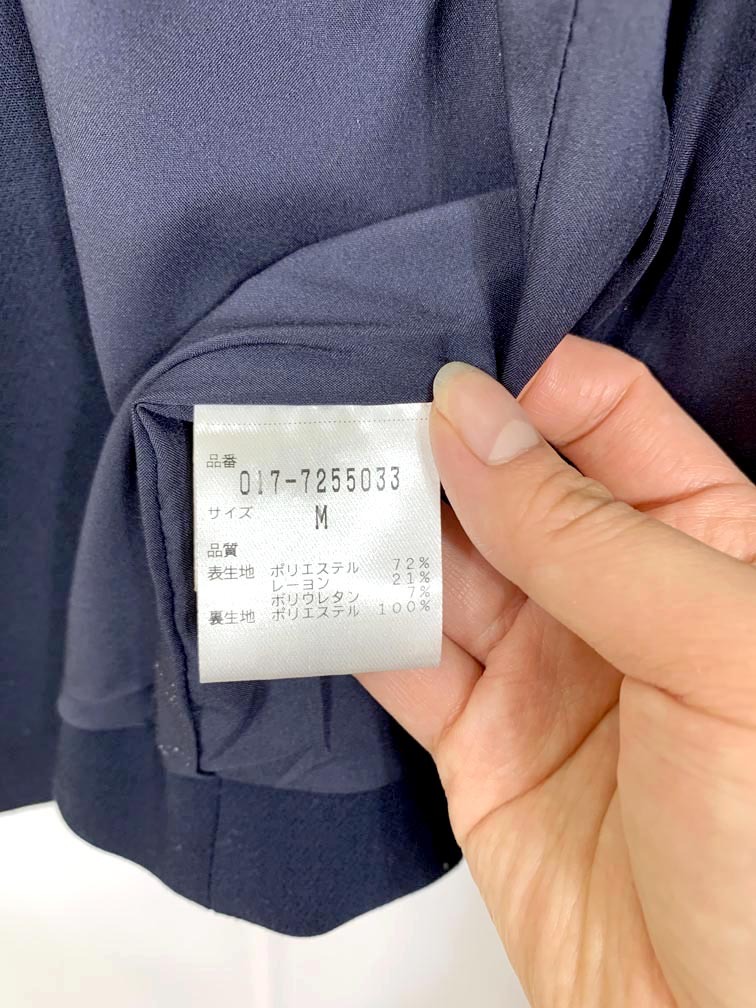 品番
017-7255033
サイズ M
品質
表生地 ポリエステル 72%
レーヨン 21%
ポリウレタン 7%
裏生地 ポリエステル 100%